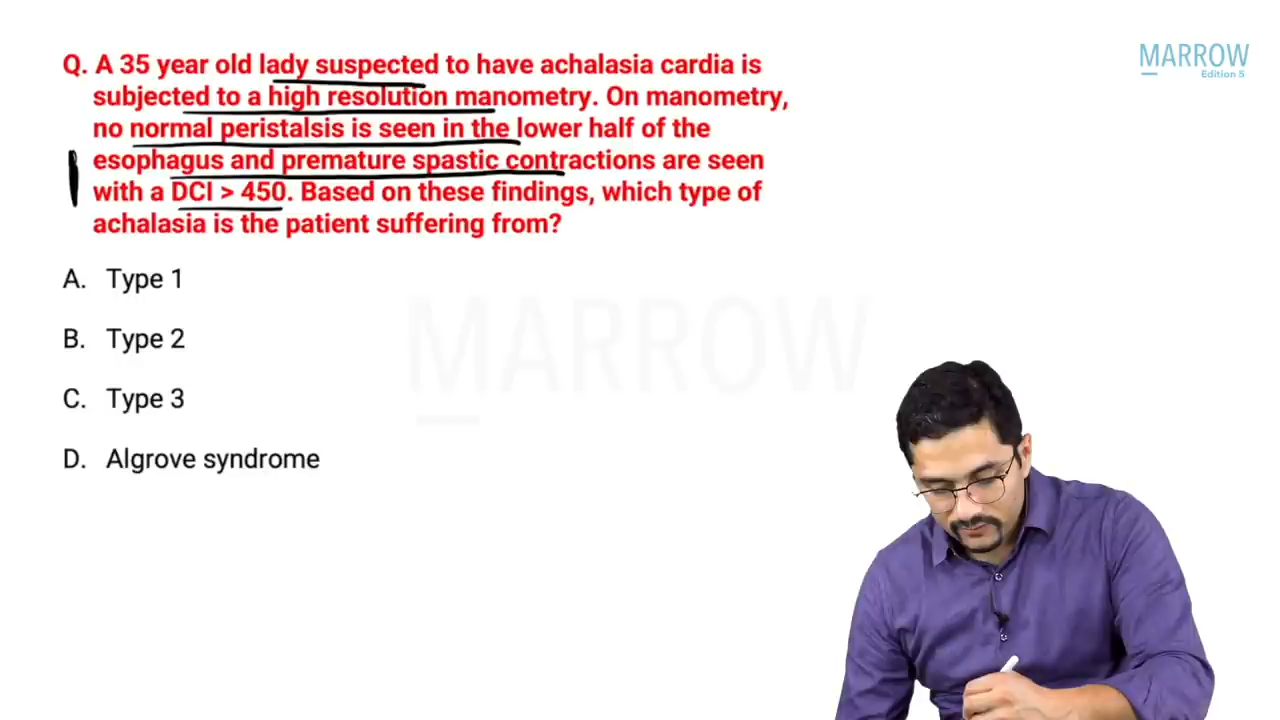 MARROW
Edition 5
Q. A 35 year old lady suspected to have achalasia cardia is
subjected to a high resolution manometry. On manometry,
no normal peristalsis is seen in the lower half of the
esophagus and premature spastic contractions are seen
with a DCI > 450. Based on these findings, which type of
achalasia is the patient suffering from?
A. Type 1
B. Type 2
C. Type 3
D. Algrove syndrome
MARROW